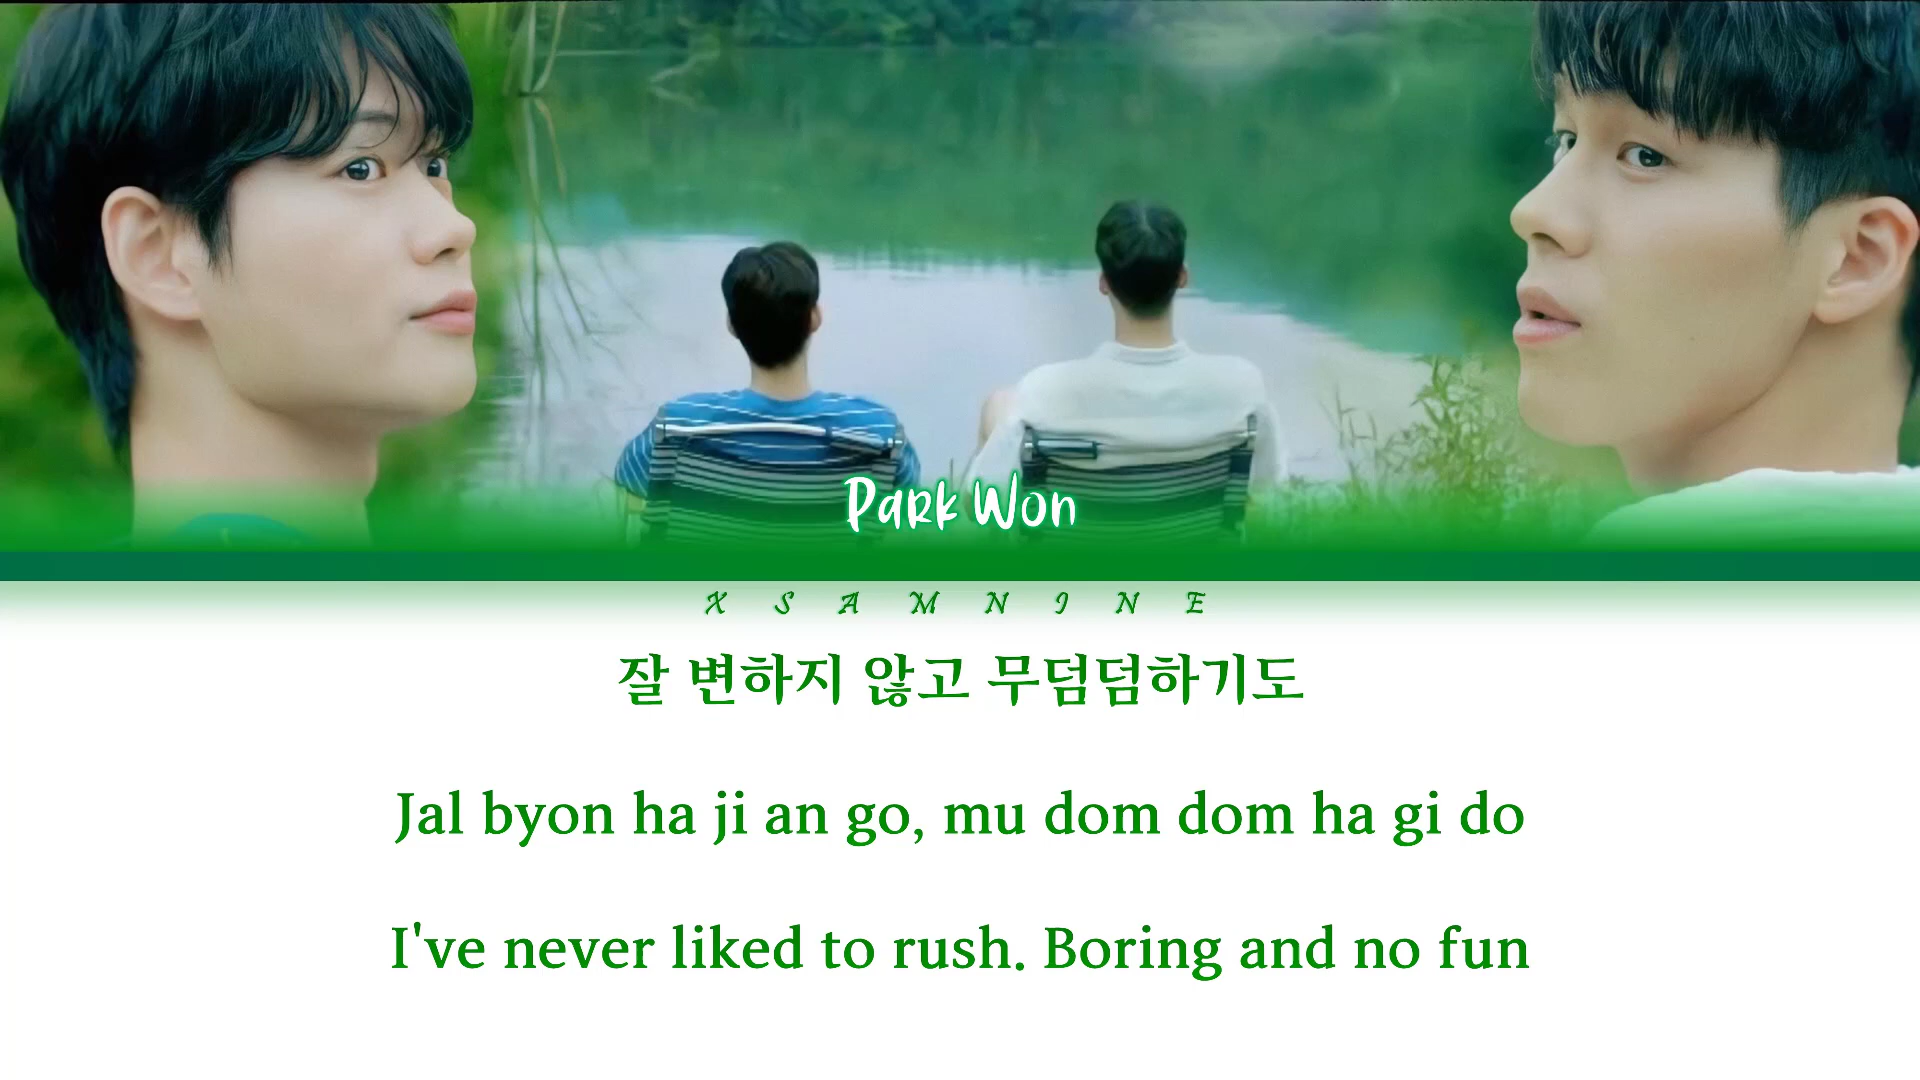 Park Won
XSAMNINE
잘 변하지 않고 무덤덤하기도
Jal byon ha ji an go, mu dom dom ha gi do
I've never liked to rush. Boring and no fun